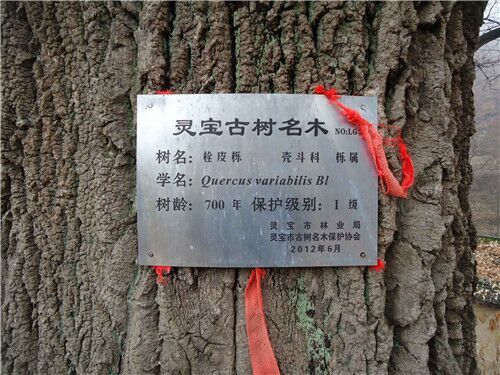 灵宝古树名木 NO:LG
树名: 栓皮栎 壳斗科 栎属
学名: Quercus variabilis Bl
树龄: 700 年 保护级别: I 级
灵宝市林业局
灵宝市古树名木保护协会
2012年6月